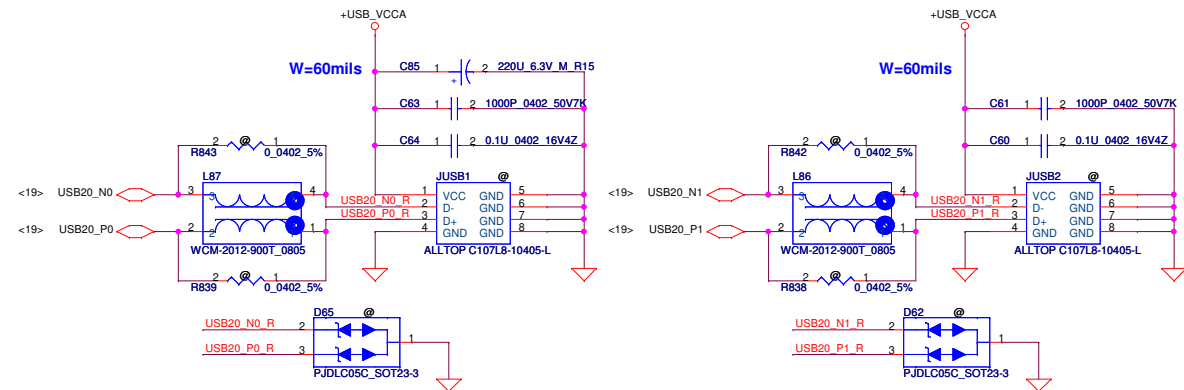 +USB_VCCA
W=60mils
C85 1 2 220U_6.3V_M_R15
+
C63 1 2 1000P_0402_50V7K
C64 1 2 0.1U_0402_16V4Z
2 @ 1
R843 0_0402_5%
L87
<19> USB20_N0 3 3 4
<19> USB20_P0 2 2 1
WCM-2012-900T_0805
USB20_N0_R
USB20_P0_R
2 @ 1
R839 0_0402_5%
JUSB1 @
1 VCC GND 5
2 D- GND 6
3 D+ GND 7
4 GND GND 8
ALLTOP C107L8-10405-L
D65 @
USB20_N0_R 2
USB20_P0_R 3
1
PJDLC05C_SOT23-3
+USB_VCCA
W=60mils
C61 1 2 1000P_0402_50V7K
C60 1 2 0.1U_0402_16V4Z
2 @ 1
R842 0_0402_5%
L86
<19> USB20_N1 3 3 4
<19> USB20_P1 2 2 1
WCM-2012-900T_0805
USB20_N1_R
USB20_P1_R
2 @ 1
R838 0_0402_5%
JUSB2 @
1 VCC GND 5
2 D- GND 6
3 D+ GND 7
4 GND GND 8
ALLTOP C107L8-10405-L
D62 @
USB20_N1_R 2
USB20_P1_R 3
1
PJDLC05C_SOT23-3